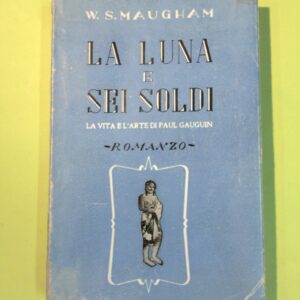 W. S. MAUGHAM
LA LUNA
E
SEI SOLDI
LA VITA E L'ARTE DI PAUL GAUGUIN
-ROMANZO-